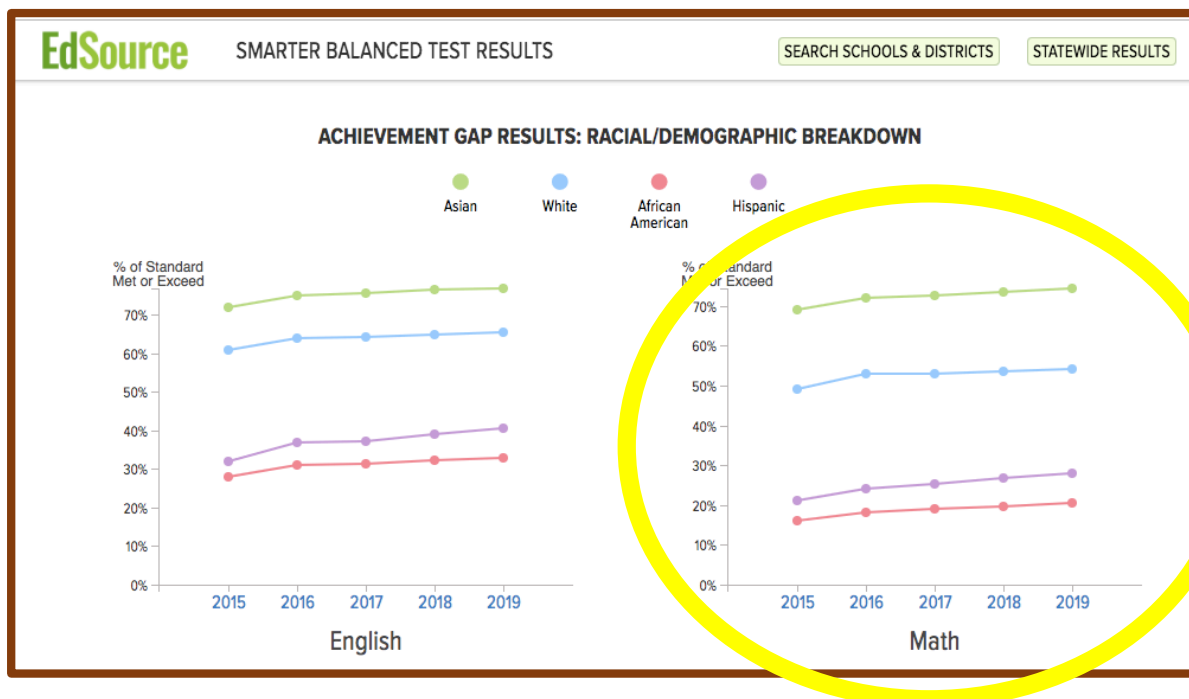 EdSource
SMARTER BALANCED TEST RESULTS
SEARCH SCHOOLS & DISTRICTS
STATEWIDE RESULTS
ACHIEVEMENT GAP RESULTS: RACIAL/DEMOGRAPHIC BREAKDOWN
Asian
White
African
American
Hispanic
% of Standard
Met or Exceed
70%
60%
50%
40%
30%
20%
10%
0%
2015 2016 2017 2018 2019
English
% of Standard
Met or Exceed
70%
60%
50%
40%
30%
20%
10%
0%
2015 2016 2017 2018 2019
Math